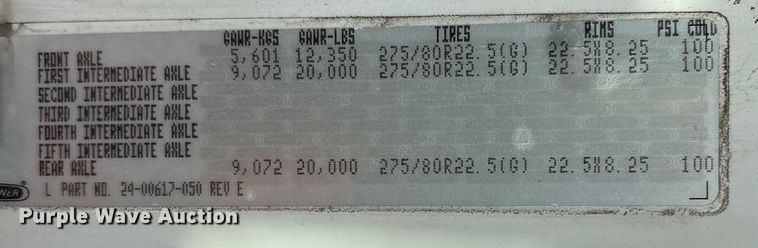 GAWR-KGS GAWR-LBS TIRES RIMS PSI COLD
FRONT AXLE 5,601 12,350 275/80R22.5(G) 22.5X8.25 100
FIRST INTERMEDIATE AXLE 9,072 20,000 275/80R22.5(G) 22.5X8.25 100
SECOND INTERMEDIATE AXLE
THIRD INTERMEDIATE AXLE
FOURTH INTERMEDIATE AXLE
FIFTH INTERMEDIATE AXLE
REAR AXLE 9,072 20,000 275/80R22.5(G) 22.5X8.25 100
L PART NO. 24-00617-050 REV E
Purple Wave Auction